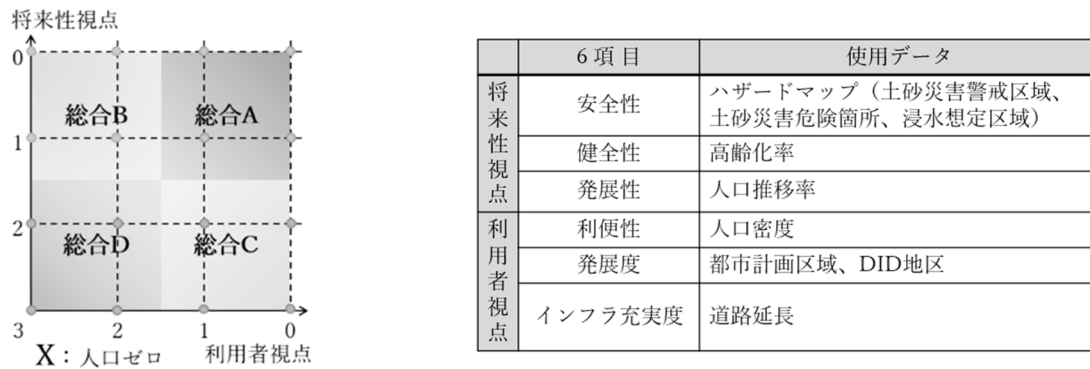 将来性視点
0
総合B
総合A
1
2
総合D
総合C
3
2
1
0
X：人口ゼロ
利用者視点
6項目
使用データ
将来性視点
安全性
ハザードマップ（土砂災害警戒区域、
土砂災害危険箇所、浸水想定区域）
健全性
高齢化率
発展性
人口推移率
利用者視点
利便性
人口密度
発展度
都市計画区域、DID地区
インフラ充実度
道路延長